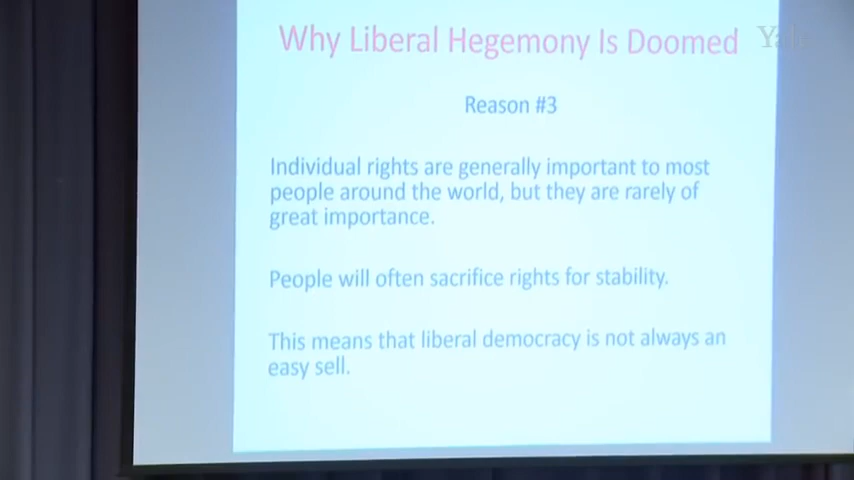 Why Liberal Hegemony Is Doomed
Yale
Reason #3
Individual rights are generally important to most
people around the world, but they are rarely of
great importance.
People will often sacrifice rights for stability.
This means that liberal democracy is not always an
easy sell.